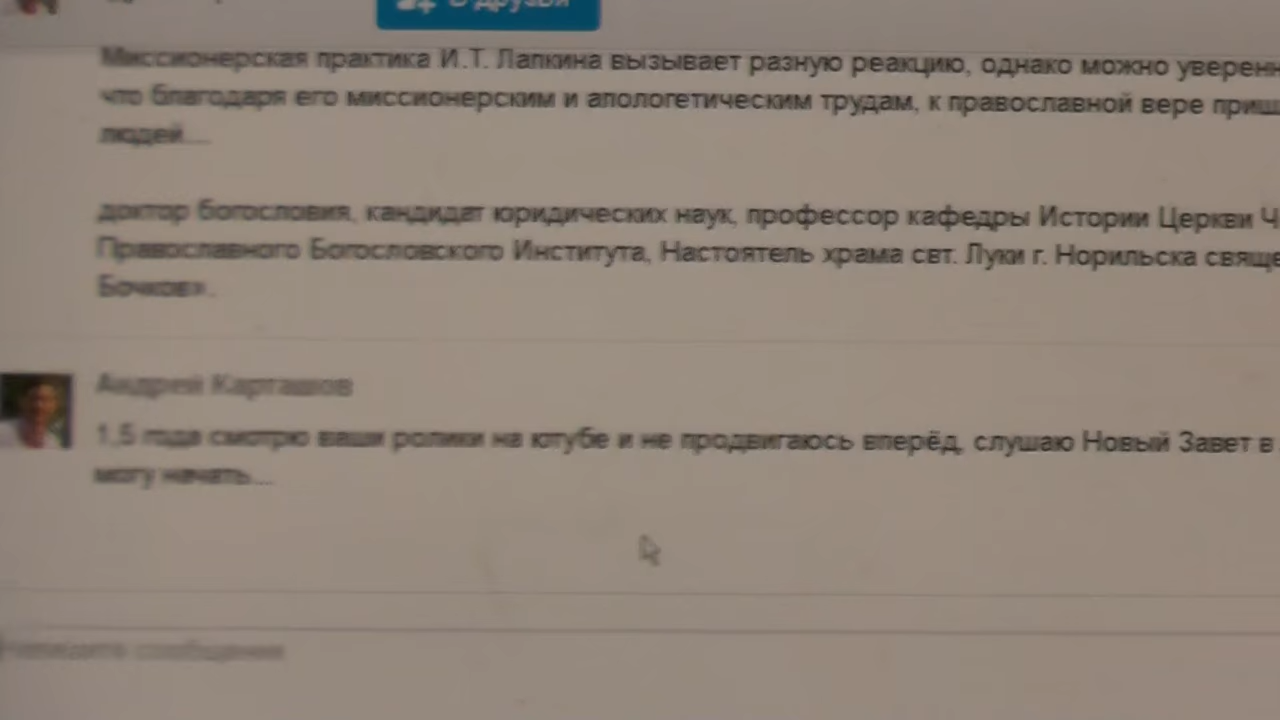 В друзья
Миссионерская практика И.Т. Лапкина вызывает разную реакцию, однако можно уверенн
что благодаря его миссионерским и апологетическим трудам, к православной вере приш
людей...
доктор богословия, кандидат юридических наук, профессор кафедры Истории Церкви Ч
Православного Богословского Института, Настоятель храма свт. Луки г. Норильска свяще
Бочков».
Андрей Карташов
1,5 года смотрю ваши ролики на ютубе и не продвигаюсь вперёд, слушаю Новый Завет в
могу начать...
Напишите сообщение